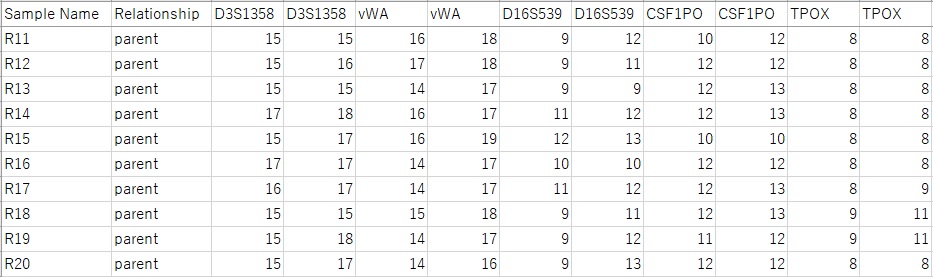 Sample Name Relationship D3S1358 D3S1358 vWA vWA D16S539 D16S539 CSF1PO CSF1PO TPOX TPOX
R11 parent 15 15 16 18 9 12 10 12 8 8
R12 parent 15 16 17 18 9 11 12 12 8 8
R13 parent 15 15 14 17 9 9 12 13 8 8
R14 parent 17 18 16 17 11 12 12 13 8 8
R15 parent 15 17 16 19 12 13 10 10 8 8
R16 parent 17 17 14 17 10 10 12 12 8 8
R17 parent 16 17 14 17 11 12 12 13 8 9
R18 parent 15 15 15 18 9 11 12 13 9 11
R19 parent 15 18 14 17 9 12 11 12 9 11
R20 parent 15 17 14 16 9 13 12 12 8 8